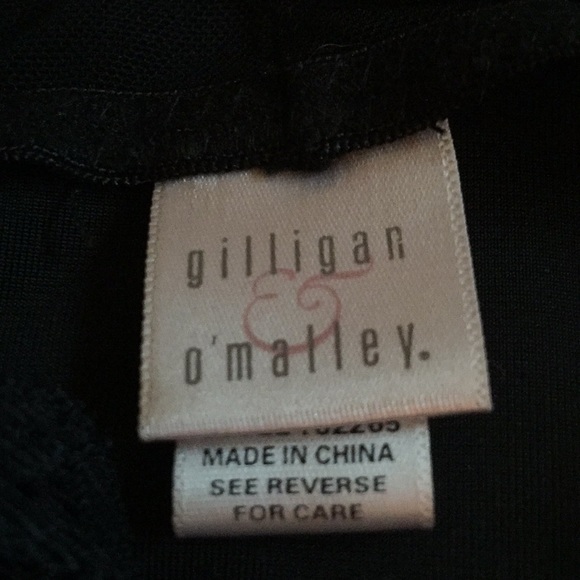 gilligan
&
o'malley.
MADE IN CHINA
SEE REVERSE
FOR CARE